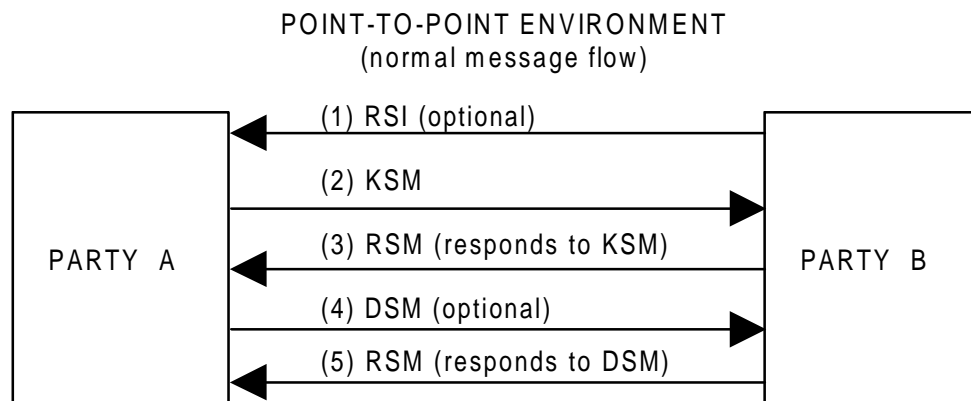 POINT-TO-POINT ENVIRONMENT
(normal message flow)
(1) RSI (optional)
(2) KSM
(3) RSM (responds to KSM)
PARTY A
PARTY B
(4) DSM (optional)
(5) RSM (responds to DSM)